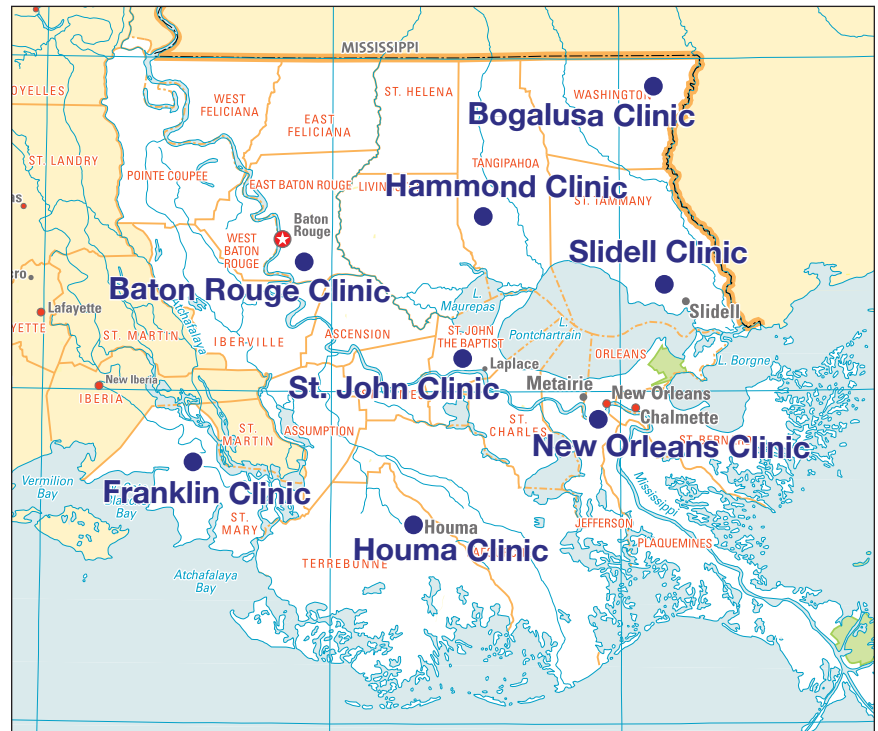 MISSISSIPPI
OYELLES
WEST
FELICIANA
ST. HELENA
WASHINGTON
Bogalusa Clinic
EAST
FELICIANA
ST. LANDRY
POINTE COUPEE
TANGIPAHOA
EAST BATON ROUGE
Hammond Clinic
ST. TAMMANY
ns
Baton
Rouge
WEST
BATON
ROUGE
Slidell Clinic
cro
Baton Rouge Clinic
L.
Maurepas
Slidell
Lafayette
YETTE
Atchafalaya
ST. MARTIN
IBERVILLE
ASCENSION
ST. JOHN
THE BAPTIST
L.
Pontchartrain
ORLEANS
L. Borgne
Laplace
New Iberia
IBERIA
St. John Clinic
Metairie
New Orleans
Chalmette
ST.
MARTIN
ASSUMPTION
ST.
CHARLES
ST. BERNARD
New Orleans Clinic
Vermilion
Bay
Franklin Clinic
Bay
ST.
MARY
Mississippi
Houma
JEFFERSON
Houma Clinic
PLAQUEMINES
TERREBONNE
Atchafalaya
Bay